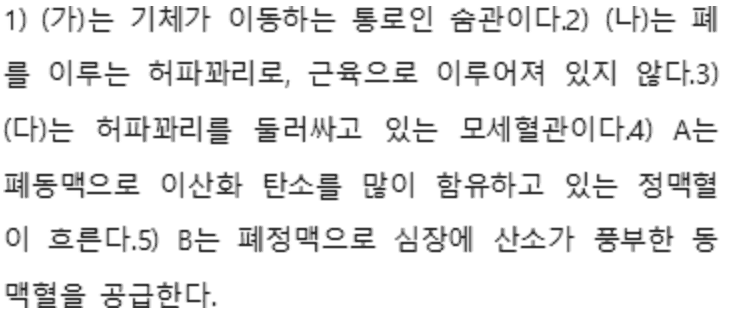 1) (가)는 기체가 이동하는 통로인 숨관이다.2) (나)는 폐
를 이루는 허파꽈리로, 근육으로 이루어져 있지 않다.3)
(다)는 허파꽈리를 둘러싸고 있는 모세혈관이다.4) A는
폐동맥으로 이산화 탄소를 많이 함유하고 있는 정맥혈
이 흐른다.5) B는 폐정맥으로 심장에 산소가 풍부한 동
맥혈을 공급한다.